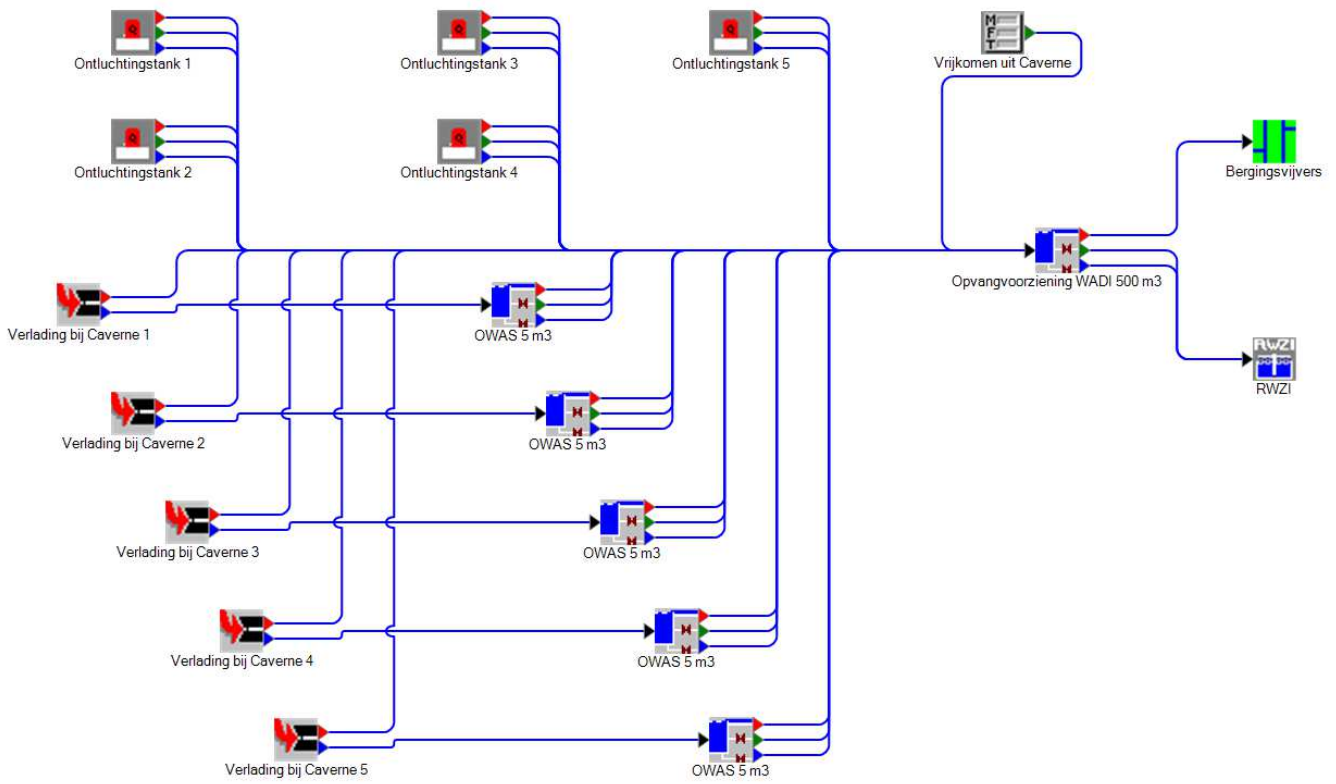 Ontluchtingstank 1
Ontluchtingstank 3
Ontluchtingstank 5
M
F
T
Vrijkomen uit Caverne
Ontluchtingstank 2
Ontluchtingstank 4
Bergingsvijvers
Opvangvoorziening WADI 500 m3
Verlading bij Caverne 1
OWAS 5 m3
RWZI
RWZI
Verlading bij Caverne 2
OWAS 5 m3
Verlading bij Caverne 3
OWAS 5 m3
Verlading bij Caverne 4
OWAS 5 m3
Verlading bij Caverne 5
OWAS 5 m3